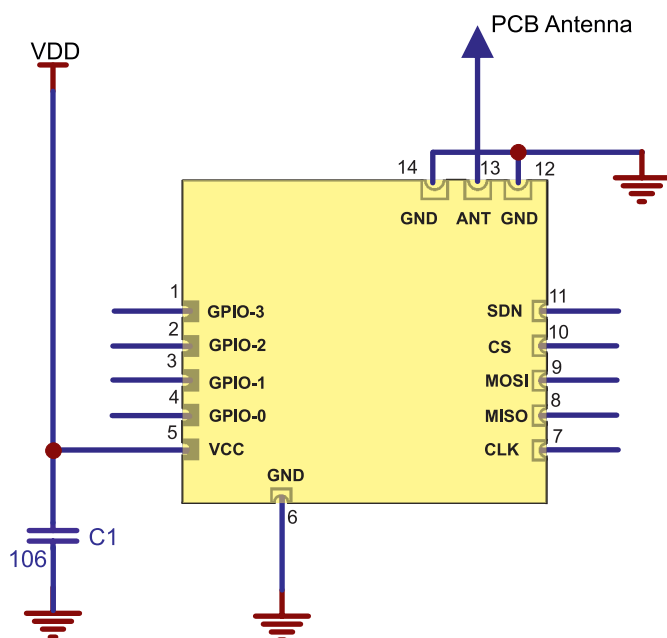 PCB Antenna
VDD
14 13 12
GND ANT GND
1 GPIO-3 SDN 11
2 GPIO-2 CS 10
3 GPIO-1 MOSI 9
4 GPIO-0 MISO 8
5 VCC CLK 7
GND
6
C1
106